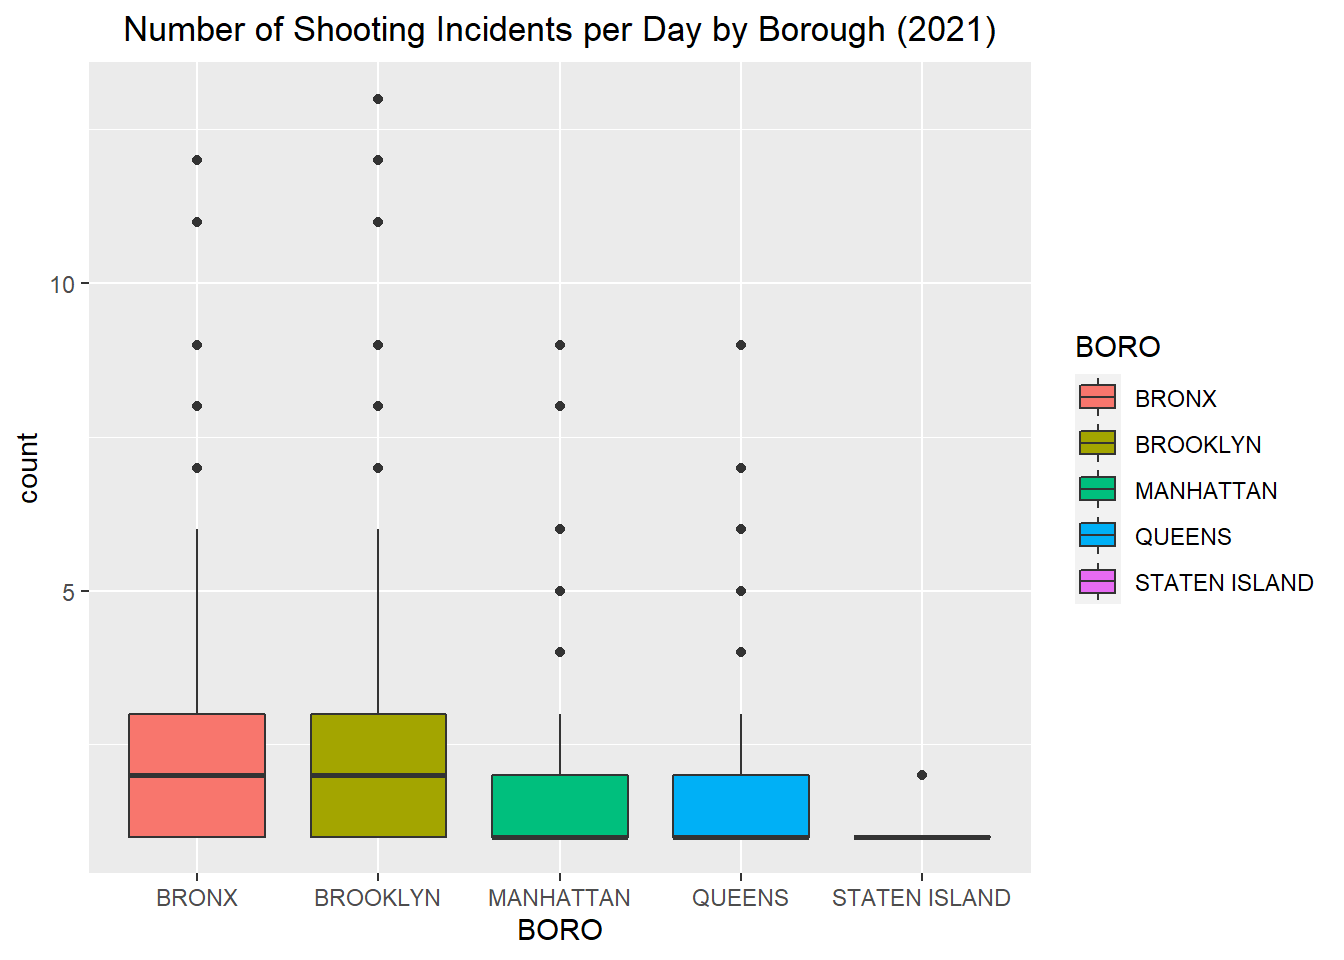 Number of Shooting Incidents per Day by Borough (2021)
count
10
5
BRONX
BROOKLYN
MANHATTAN
QUEENS
STATEN ISLAND
BORO
BORO
BRONX
BROOKLYN
MANHATTAN
QUEENS
STATEN ISLAND